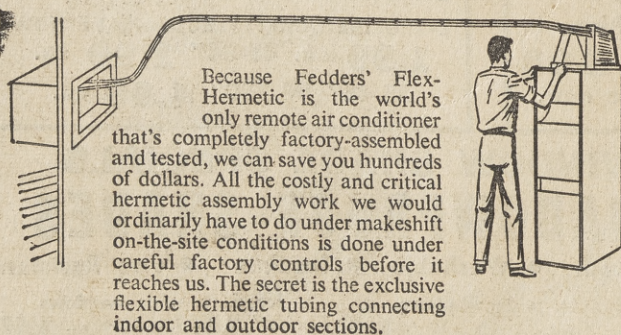 Because Fedders' Flex-
Hermetic is the world's
only remote air conditioner
that's completely factory-assembled
and tested, we can save you hundreds
of dollars. All the costly and critical
hermetic assembly work we would
ordinarily have to do under makeshift
on-the-site conditions is done under
careful factory controls before it
reaches us. The secret is the exclusive
flexible hermetic tubing connecting
indoor and outdoor sections.